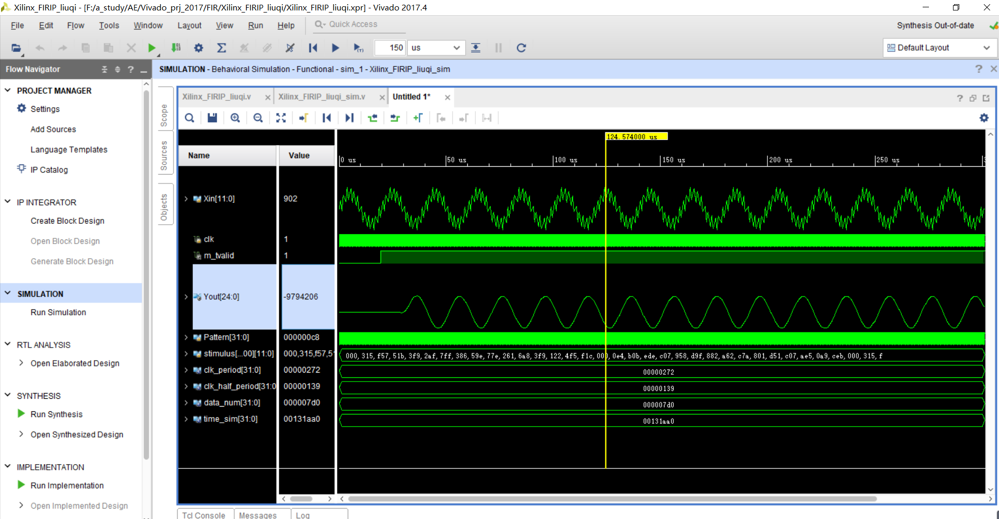 Xilinx_FIRIP_liuqi - [F:/a_study/AE/Vivado_prj_2017/FIR/Xilinx_FIRIP_liuqi/Xilinx_FIRIP_liuqi.xpr] - Vivado 2017.4
File Edit Flow Tools Window Layout View Run Help Quick Access
Synthesis Out-of-date
150 us
Default Layout
Flow Navigator
SIMULATION - Behavioral Simulation - Functional - sim_1 - Xilinx_FIRIP_liuqi_sim
PROJECT MANAGER
Settings
Add Sources
Language Templates
IP Catalog
IP INTEGRATOR
Create Block Design
Open Block Design
Generate Block Design
SIMULATION
Run Simulation
RTL ANALYSIS
Open Elaborated Design
SYNTHESIS
Run Synthesis
Open Synthesized Design
IMPLEMENTATION
Run Implementation
Open Implemented Design
Scope
Sources
Objects
Xilinx_FIRIP_liuqi.v Xilinx_FIRIP_liuqi_sim.v Untitled 1*
124.574000 us
Name Value
0 us 50 us 100 us 150 us 200 us 250 us
Xin[11:0] 902
clk 1
m_tvalid 1
Yout[24:0] -9794206
Pattern[31:0] 000000c8
stimulus[...00][11:0] 000,315,f57,51 000, 315, f57, 51b, 3f9, 2af, 7ff, 386, 59e, 77e, 261, 6a8, 3f9, 122, 4f5, f1c, 000, 0e4, b0b, ede, c07, 958, d9f, 882, a62, c7a, 801, d51, c07, ae5, 0a9, ceb, 000, 315, f
clk_period[31:0] 00000272 00000272
clk_half_period[31:0 00000139 00000139
data_num[31:0] 000007d0 000007d0
time_sim[31:0] 00131aa0 00131aa0
Tcl Console Messages Log